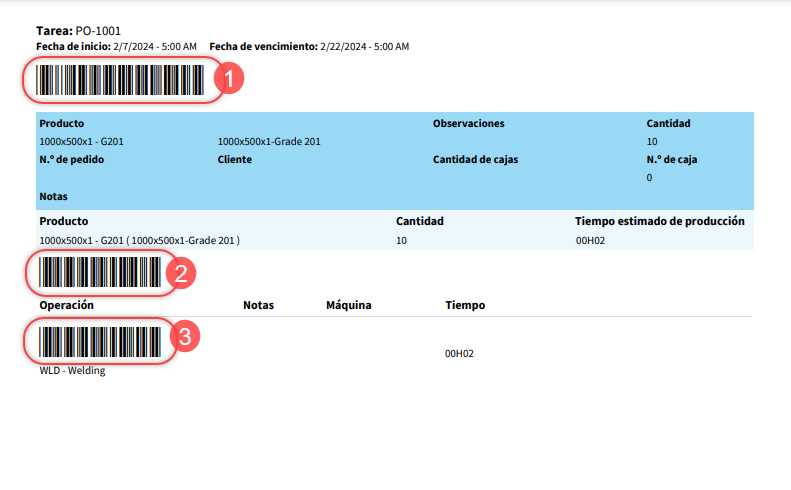 Tarea: PO-1001
Fecha de inicio: 2/7/2024 - 5:00 AM Fecha de vencimiento: 2/22/2024 - 5:00 AM
1
Producto Observaciones Cantidad
1000x500x1 - G201 1000x500x1-Grade 201 10
N.º de pedido Cliente Cantidad de cajas N.º de caja
0
Notas
Producto Cantidad Tiempo estimado de producción
1000x500x1 - G201 ( 1000x500x1-Grade 201 ) 10 00H02
2
Operación Notas Máquina Tiempo
3
00H02
WLD - Welding